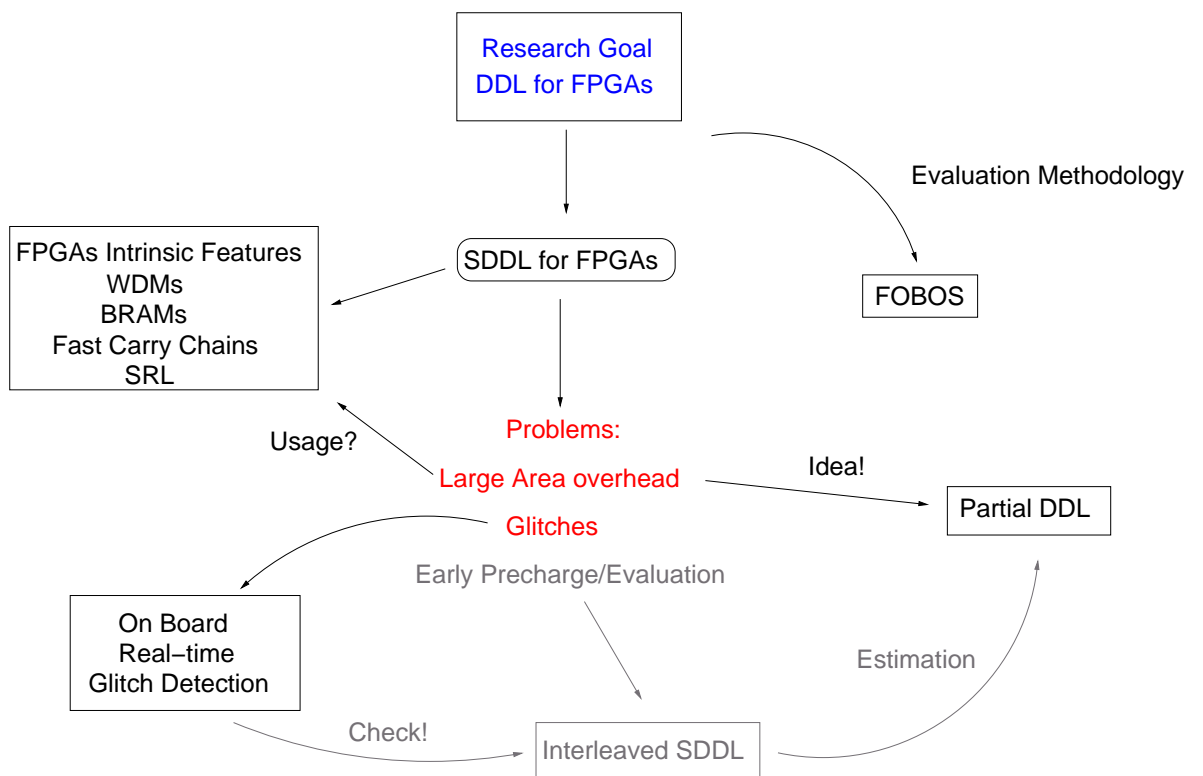 Research Goal
DDL for FPGAs
Evaluation Methodology
FPGAs Intrinsic Features
WDMs
BRAMs
Fast Carry Chains
SRL
SDDL for FPGAs
FOBOS
Usage?
Problems:
Large Area overhead
Glitches
Early Precharge/Evaluation
Idea!
Partial DDL
On Board
Real−time
Glitch Detection
Estimation
Check!
Interleaved SDDL